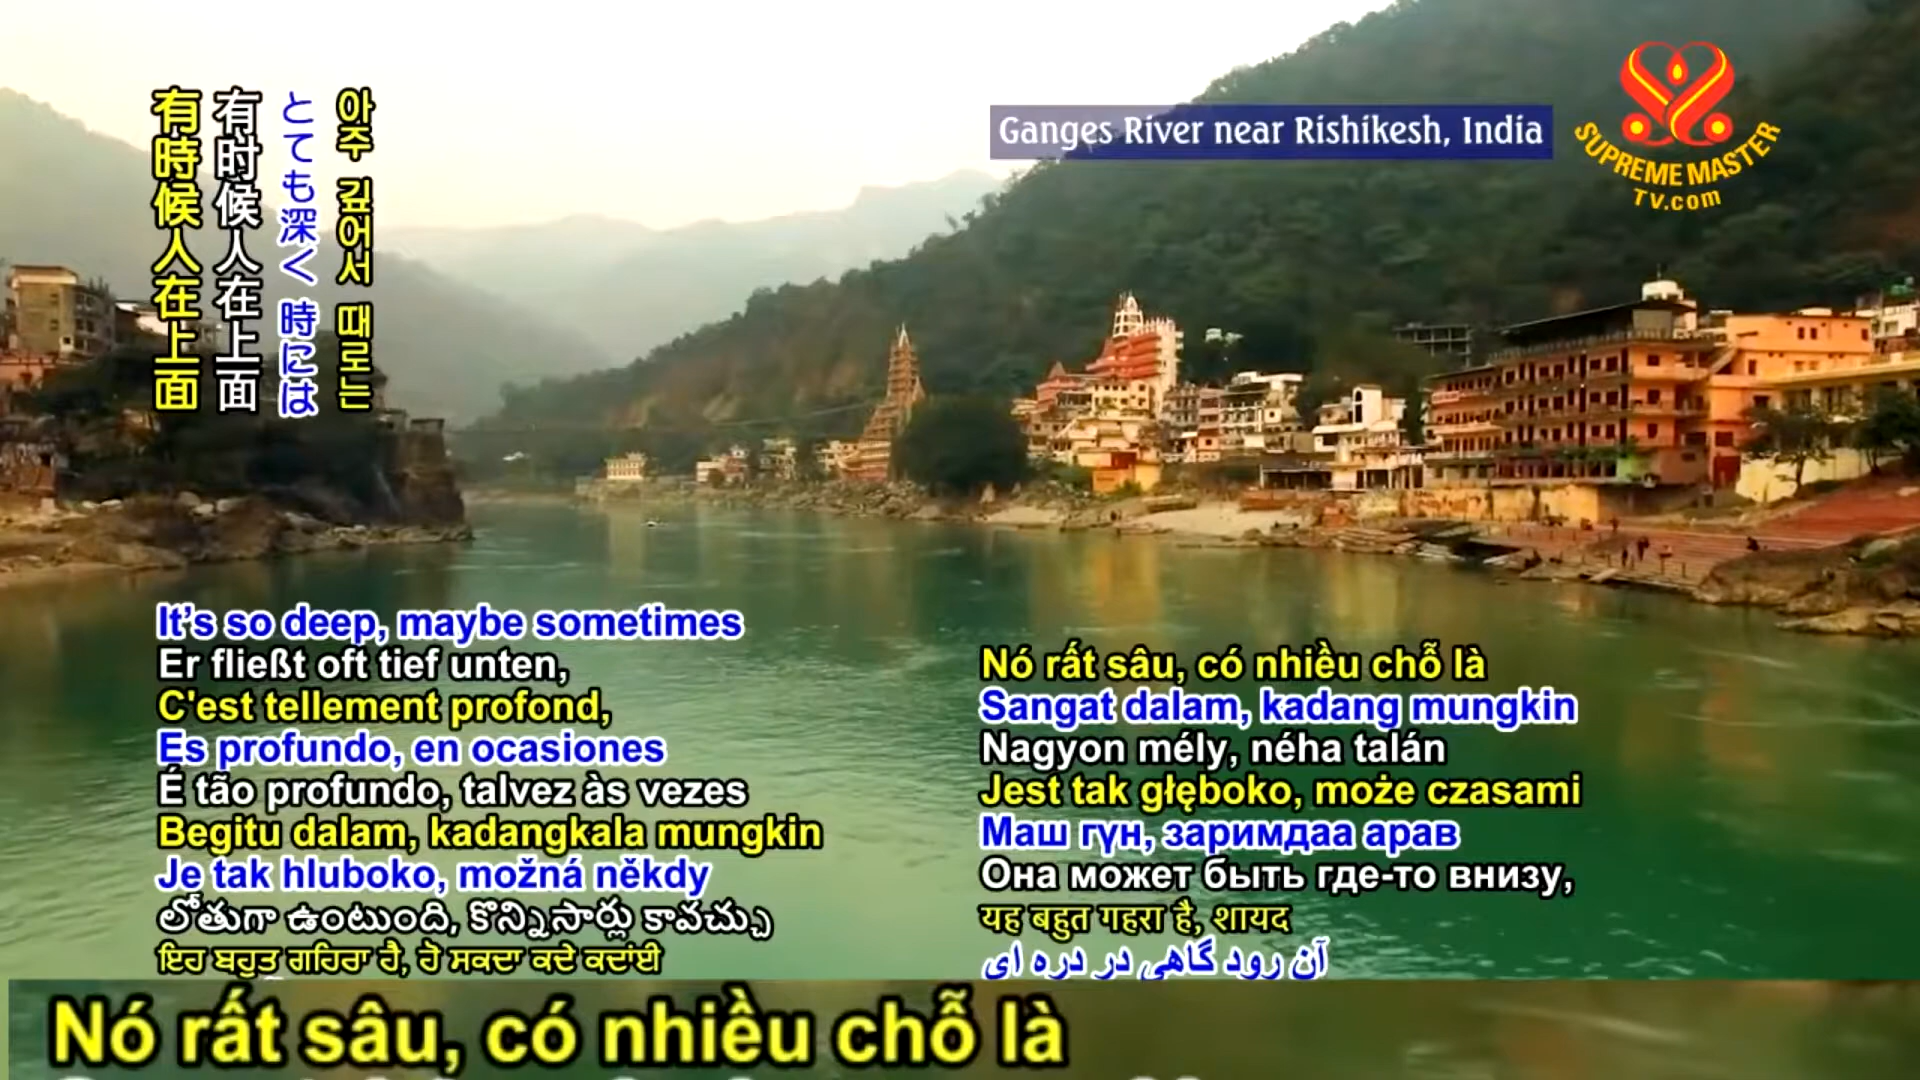 有時候人在上面
有时候人在上面
とても深く 時には
아주 깊어서 때로는
Ganges River near Rishikesh, India
SUPREME MASTER
TV.com
It's so deep, maybe sometimes
Er fließt oft tief unten,
C'est tellement profond,
Es profundo, en ocasiones
É tão profundo, talvez às vezes
Begitu dalam, kadangkala mungkin
Je tak hluboko, možná někdy
లోతుగా ఉంటుంది, కొన్నిసార్లు కావచ్చు
ਇਹ ਬਹੁਤ ਗਹਿਰਾ ਹੈ, ਹੋ ਸਕਦਾ ਕਦੇ ਕਦਾਂਈ
Nó rất sâu, có nhiều chỗ là
Sangat dalam, kadang mungkin
Nagyon mély, néha talán
Jest tak głęboko, może czasami
Маш гүн, заримдаа арав
Она может быть где-то внизу,
यह बहुत गहरा है, शायद
آن رود گاهی در دره ای
Nó rất sâu, có nhiều chỗ là